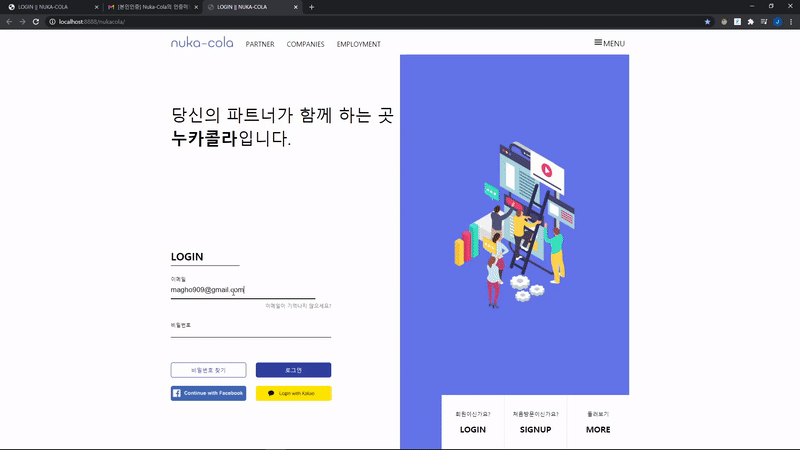 LOGIN || NUKA-COLA
[본인인증] Nuka-Cola의 인증메
LOGIN || NUKA-COLA
localhost:8888/nukacola/
nuka-cola
PARTNER
COMPANIES
EMPLOYMENT
MENU
당신의 파트너가 함께 하는 곳
누카콜라입니다.
LOGIN
이메일
magho909@gmail.com
이메일이 기억나지 않으세요?
비밀번호
비밀번호 찾기
로그인
Continue with Facebook
Login with Kakao
회원이신가요?
처음방문이신가요?
둘러보기
LOGIN
SIGNUP
MORE